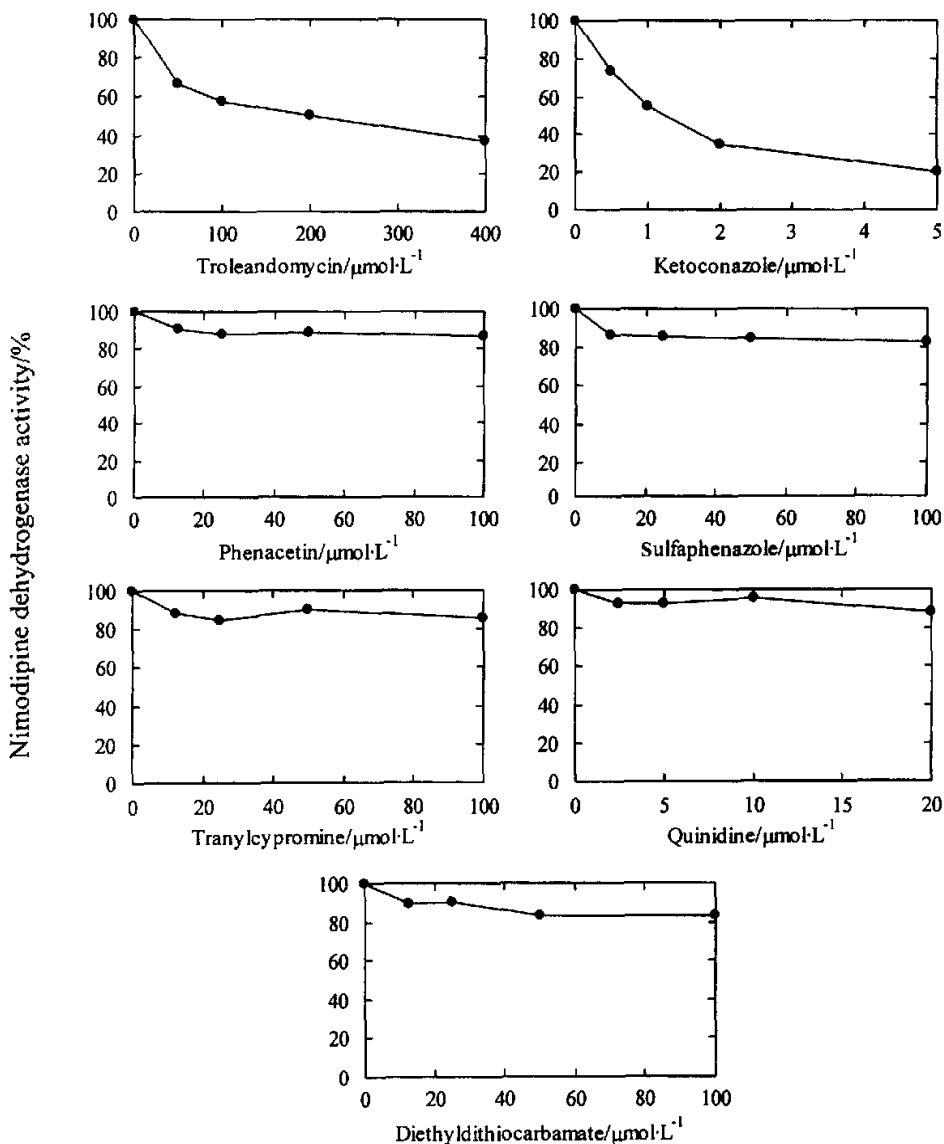 Nimodipine dehydrogenase activity/%
100
80
60
40
20
0
0 100 200 300 400
Troleandomycin/μmol·L⁻¹
100
80
60
40
20
0
0 1 2 3 4 5
Ketoconazole/μmol·L⁻¹
100
80
60
40
20
0
0 20 40 60 80 100
Phenacetin/μmol·L⁻¹
100
80
60
40
20
0
0 20 40 60 80 100
Sulfaphenazole/μmol·L⁻¹
100
80
60
40
20
0
0 20 40 60 80 100
Tranylcypromine/μmol·L⁻¹
100
80
60
40
20
0
0 5 10 15 20
Quinidine/μmol·L⁻¹
100
80
60
40
20
0
0 20 40 60 80 100
Diethyldithiocarbamate/μmol·L⁻¹